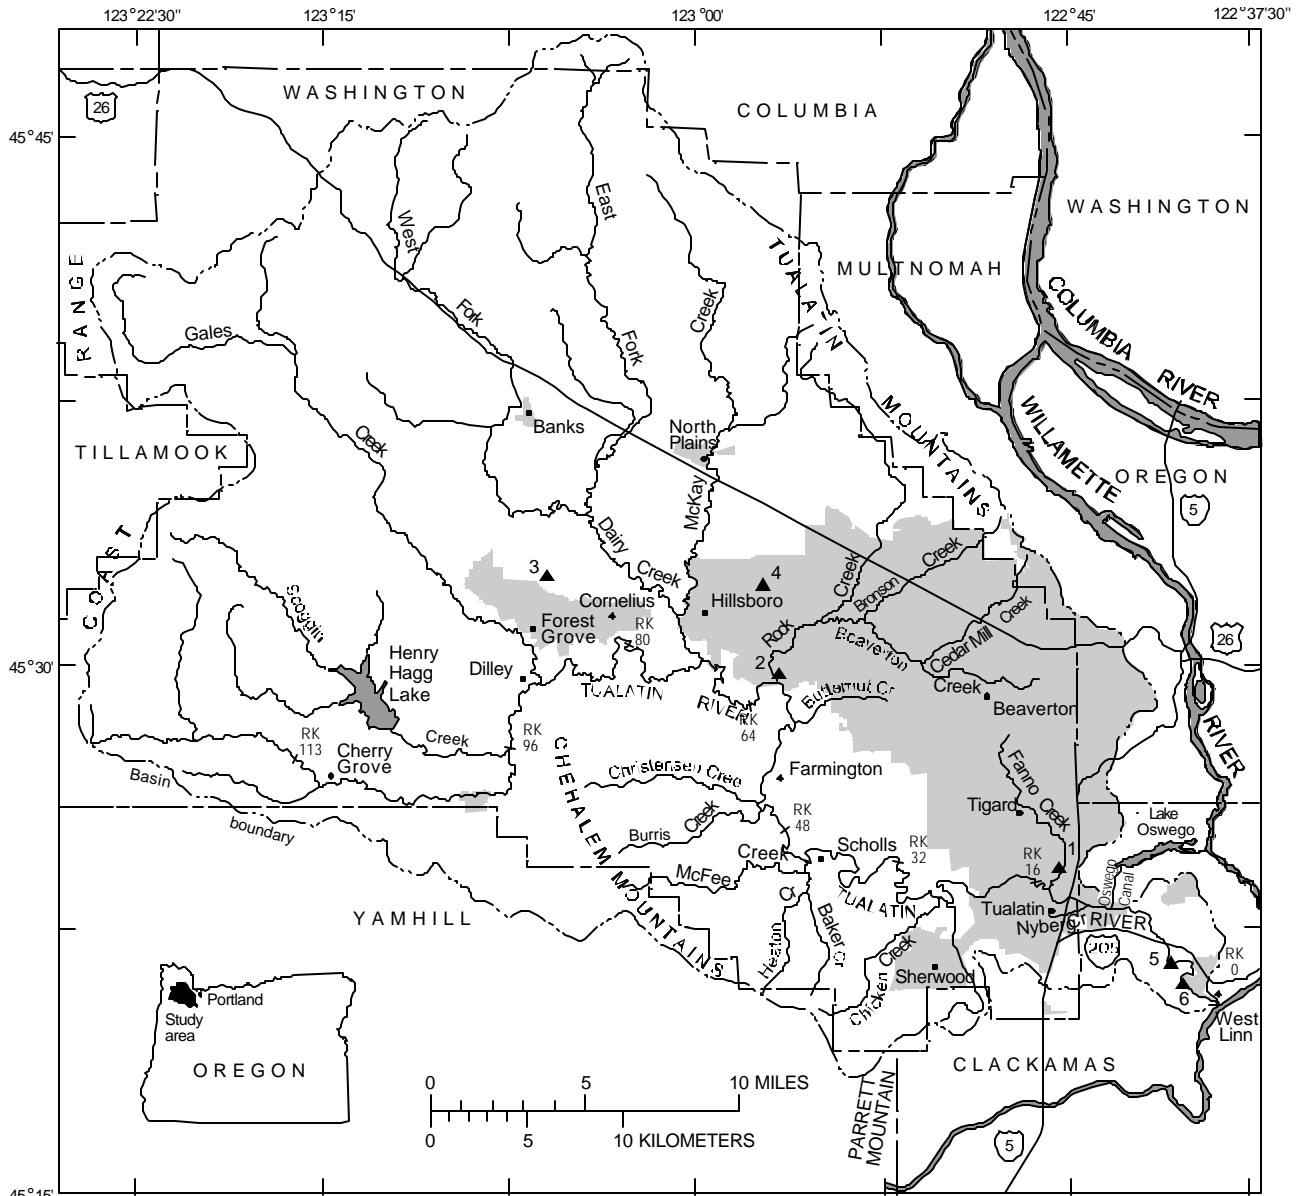 123°22'30"
123°15'
123°00'
122°45'
122°37'30"
45°45'
45°30'
45°15'
26
WASHINGTON
COLUMBIA
WASHINGTON
MULTNOMAH
RANGE
COAST
TILLAMOOK
TUALATIN
MOUNTAINS
COLUMBIA
RIVER
WILLAMETTE
RIVER
OREGON
5
26
West
Fork
East
Fork
Creek
McKay
Gales
Creek
Banks
North
Plains
Dairy
Creek
Scoggin
Creek
3
Cornelius
Forest
Grove
RK
80
4
Hillsboro
Creek
Rock
Bronson
Creek
Creek
Cedar Mill
Beaverton
Creek
Beaverton
2
Butternut Cr
Henry
Hagg
Lake
Dilley
TUALATIN
RIVER
RK
64
RK
96
RK
113
Cherry
Grove
Basin
boundary
CHEHALEM MOUNTAINS
Farmington
Burris
Creek
McFee
Creek
RK
48
Scholls
RK
32
Fanno Creek
Tigard
RK
16
1
Lake
Oswego
Oswego
Canal
TUALATIN
RIVER
Tualatin
Nyberg
Cr
205
Heaton
Cr
Baker Cr
Chicken
Creek
Sherwood
5
6
RK
0
West
Linn
YAMHILL
CLACKAMAS
PARRETT
MOUNTAIN
5
Portland
Study
area
OREGON
0 5 10 MILES
0 5 10 KILOMETERS